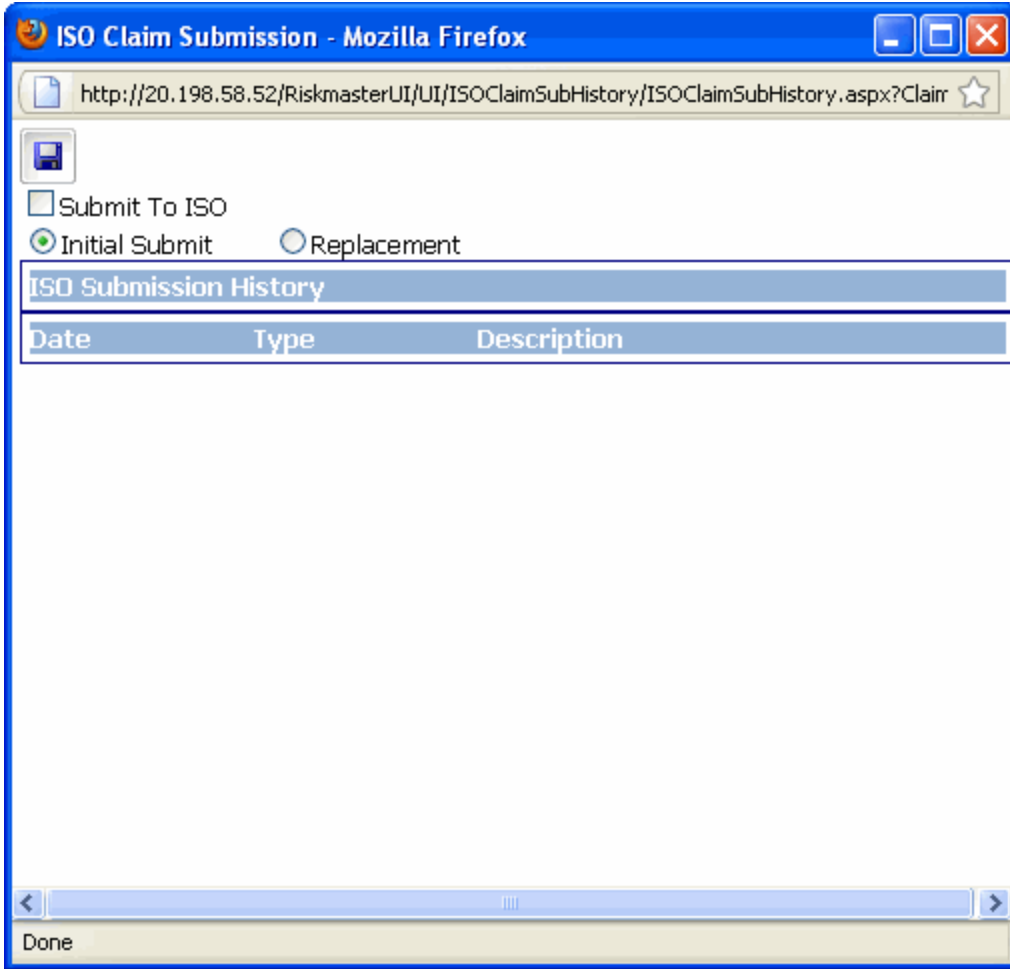 ISO Claim Submission - Mozilla Firefox
http://20.198.58.52/RiskmasterUI/UI/ISOClaimSubHistory/ISOClaimSubHistory.aspx?Claim
Submit To ISO
Initial Submit Replacement
ISO Submission History
Date Type Description
Done